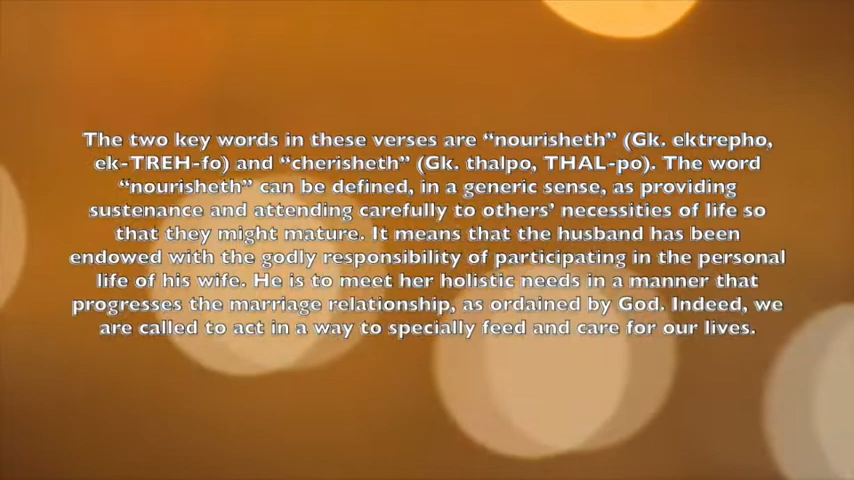 The two key words in these verses are “nourisheth” (Gk. ektrepho,
ek-TREH-fo) and “cherisheth” (Gk. thalpo, THAL-po). The word
“nourisheth” can be defined, in a generic sense, as providing
sustenance and attending carefully to others’ necessities of life so
that they might mature. It means that the husband has been
endowed with the godly responsibility of participating in the personal
life of his wife. He is to meet her holistic needs in a manner that
progresses the marriage relationship, as ordained by God. Indeed, we
are called to act in a way to specially feed and care for our lives.